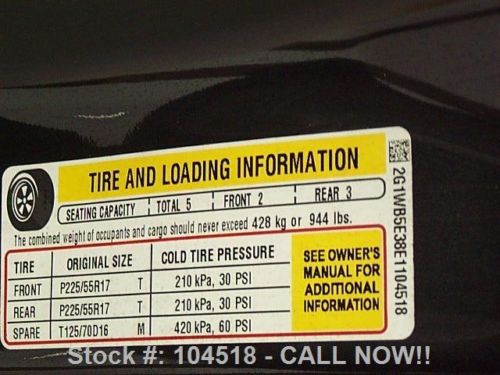 TIRE AND LOADING INFORMATION
SEATING CAPACITY TOTAL 5 FRONT 2 REAR 3
The combined weight of occupants and cargo should never exceed 428 kg or 944 lbs.
TIRE ORIGINAL SIZE COLD TIRE PRESSURE
FRONT P225/55R17 T 210 kPa, 30 PSI
REAR P225/55R17 T 210 kPa, 30 PSI
SPARE T125/70D16 M 420 kPa, 60 PSI
SEE OWNER'S
MANUAL FOR
ADDITIONAL
INFORMATION
2G1WB5E38E1104518
Stock #: 104518 - CALL NOW!!